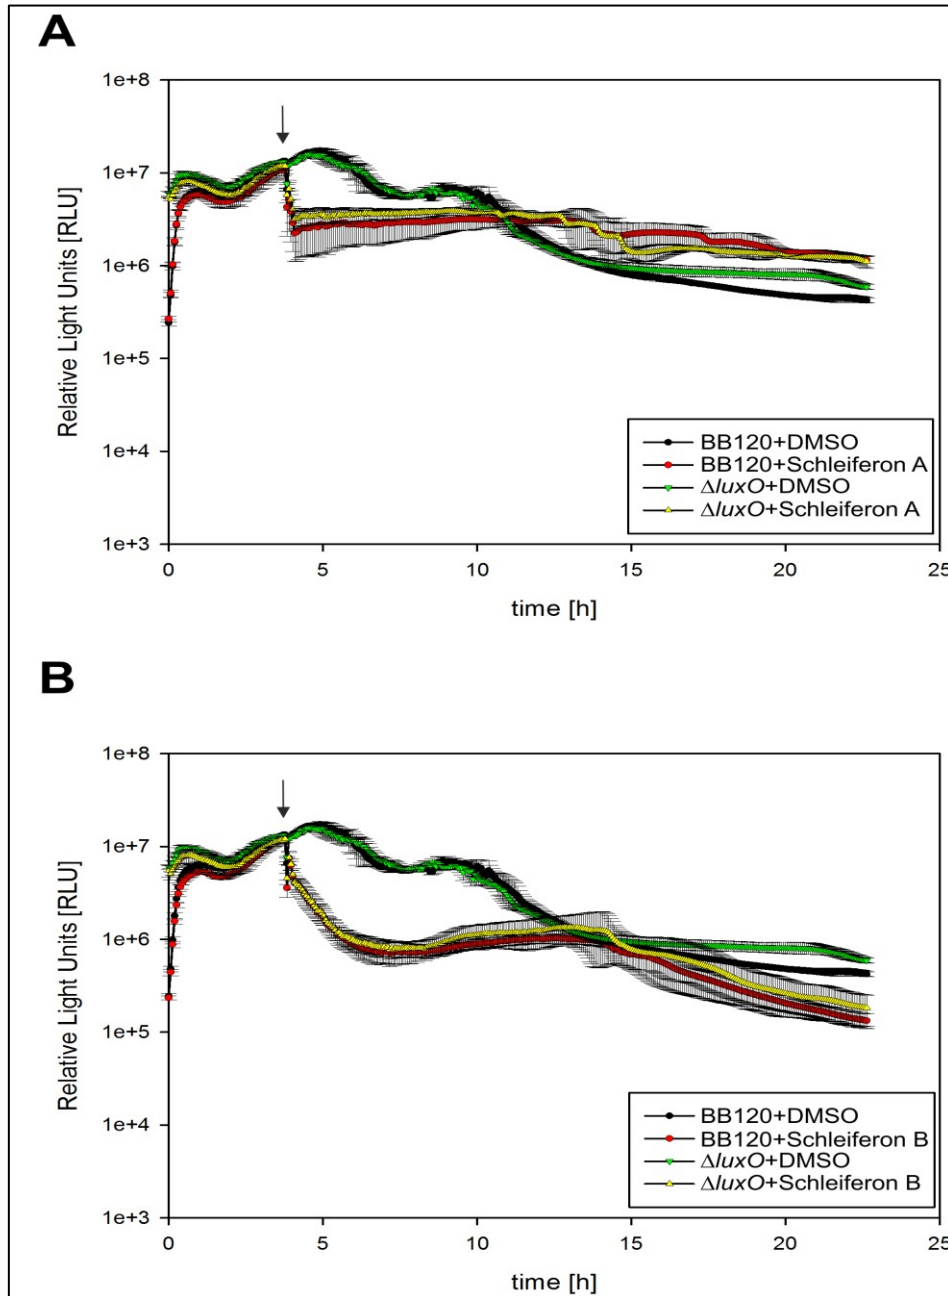 A
1e+8
1e+7
1e+6
1e+5
1e+4
1e+3
Relative Light Units [RLU]
0 5 10 15 20 25
time [h]
BB120+DMSO
BB120+Schleiferon A
ΔluxO+DMSO
ΔluxO+Schleiferon A
B
1e+8
1e+7
1e+6
1e+5
1e+4
1e+3
Relative Light Units [RLU]
0 5 10 15 20 25
time [h]
BB120+DMSO
BB120+Schleiferon B
ΔluxO+DMSO
ΔluxO+Schleiferon B